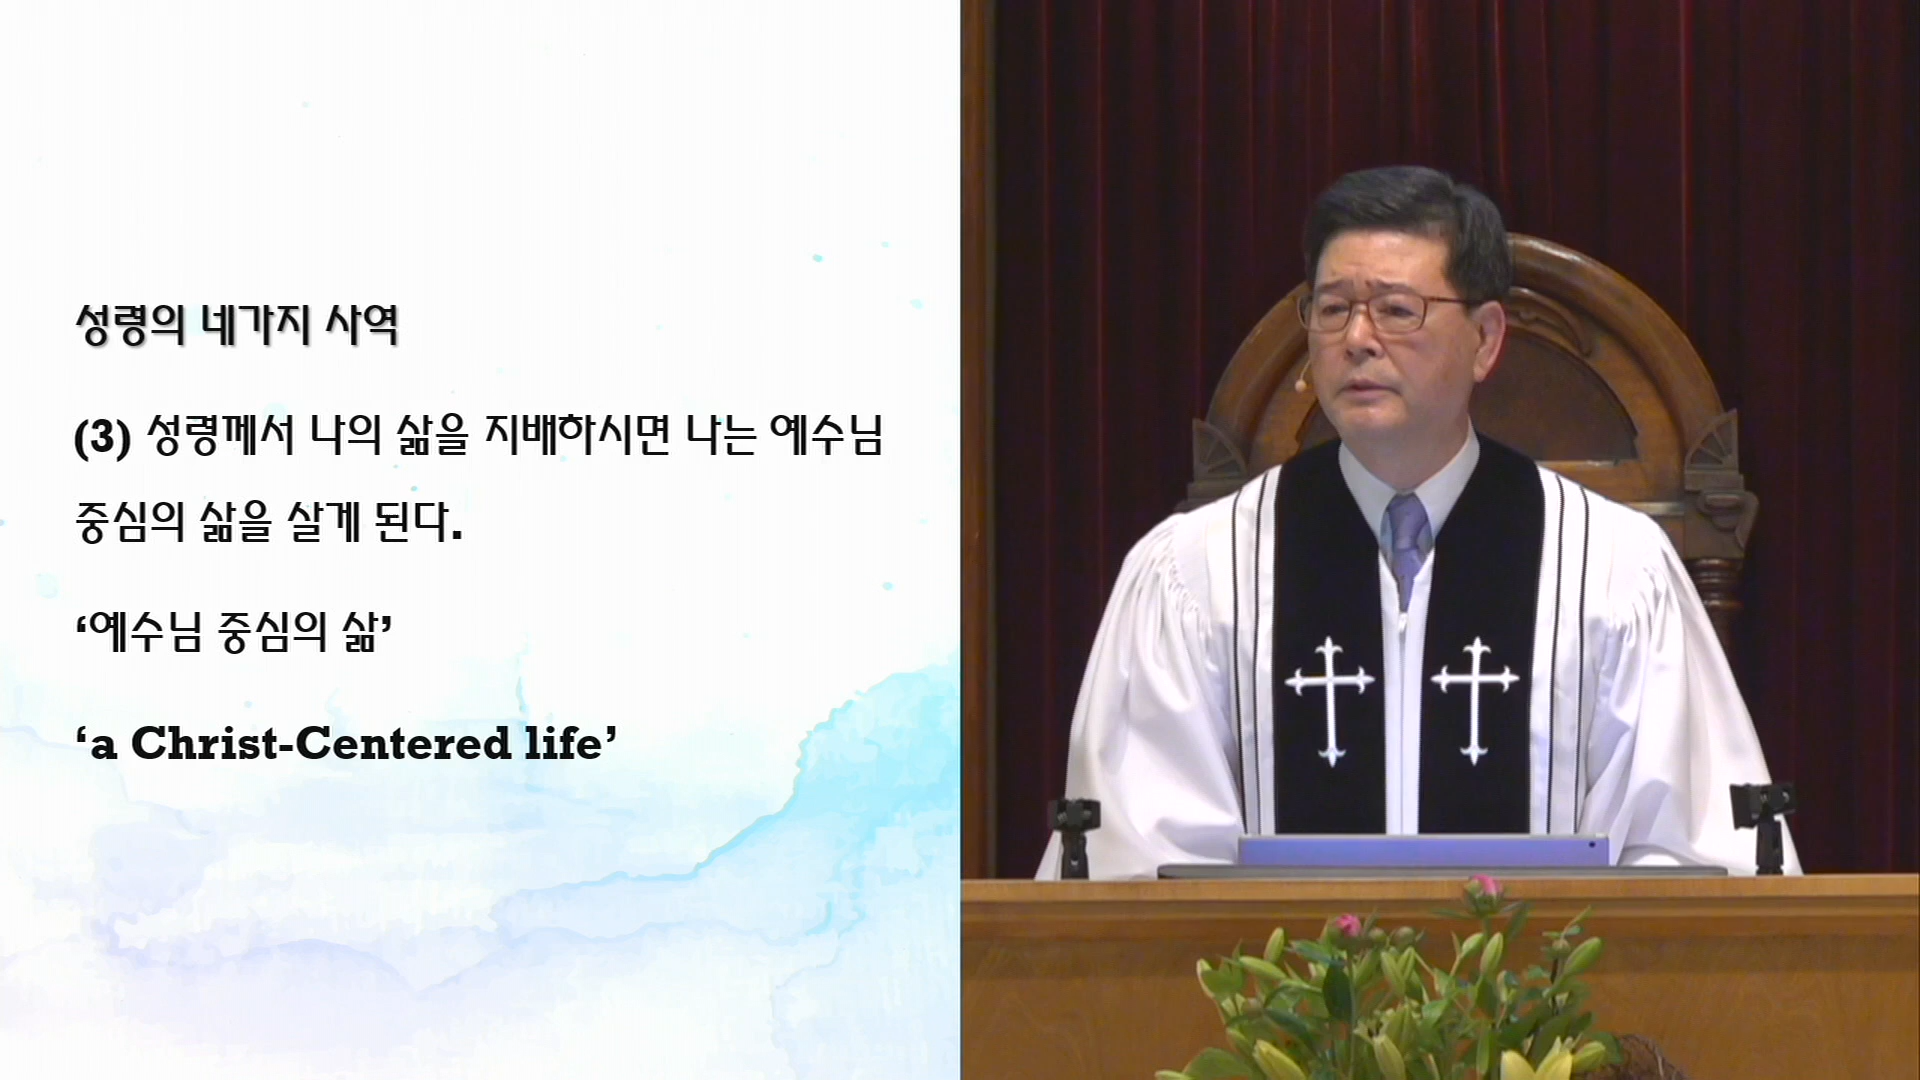 성령의 네가지 사역
(3) 성령께서 나의 삶을 지배하시면 나는 예수님
중심의 삶을 살게 된다.
‘예수님 중심의 삶’
‘a Christ-Centered life’